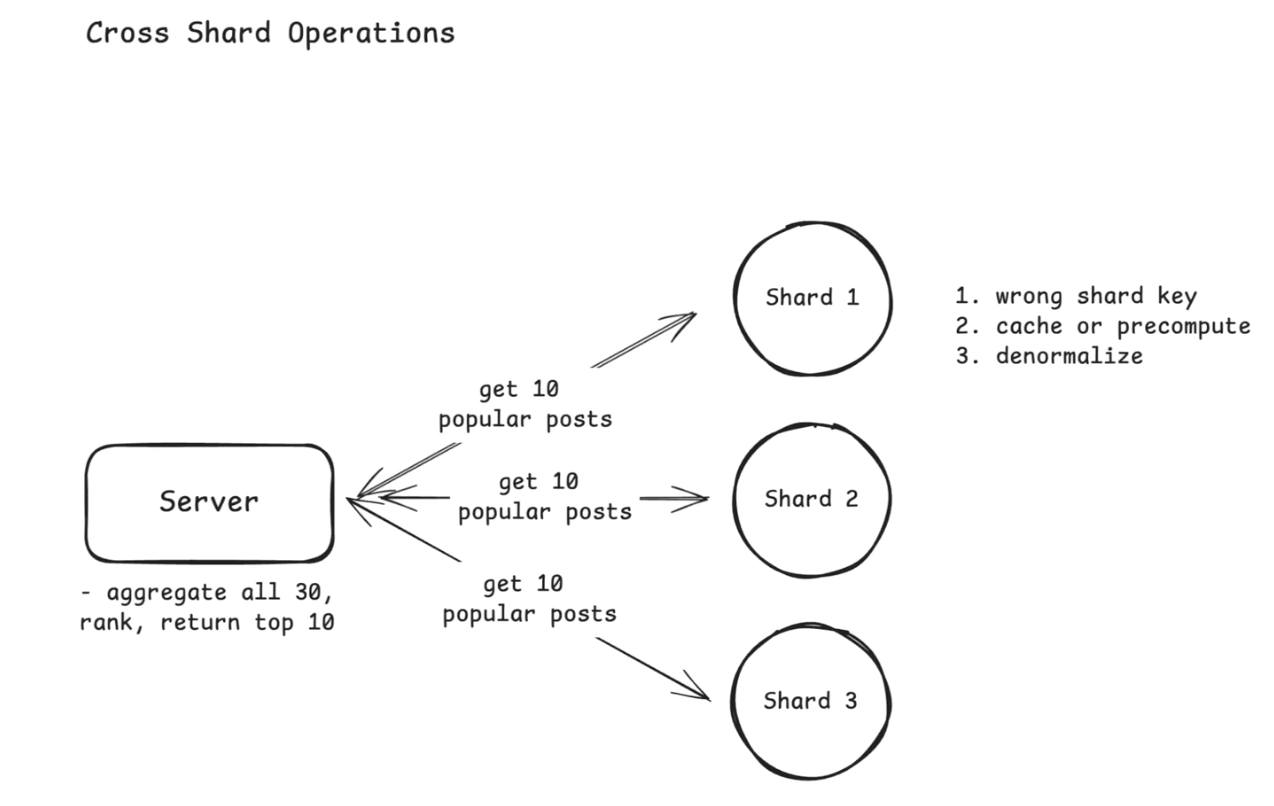 Cross Shard Operations
Shard 1
1. wrong shard key
2. cache or precompute
3. denormalize
get 10
popular posts
Server
get 10
popular posts
Shard 2
- aggregate all 30,
rank, return top 10
get 10
popular posts
Shard 3